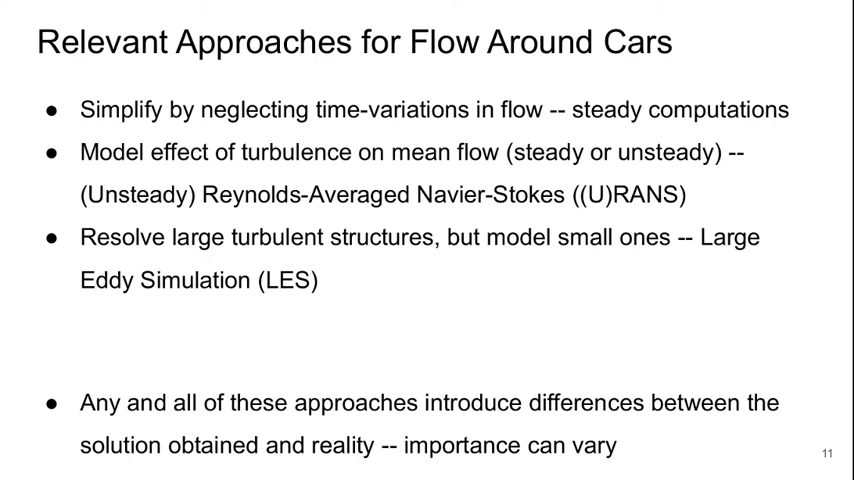 Relevant Approaches for Flow Around Cars
● Simplify by neglecting time-variations in flow -- steady computations
● Model effect of turbulence on mean flow (steady or unsteady) --
(Unsteady) Reynolds-Averaged Navier-Stokes ((U)RANS)
● Resolve large turbulent structures, but model small ones -- Large
Eddy Simulation (LES)
● Any and all of these approaches introduce differences between the
solution obtained and reality -- importance can vary
11